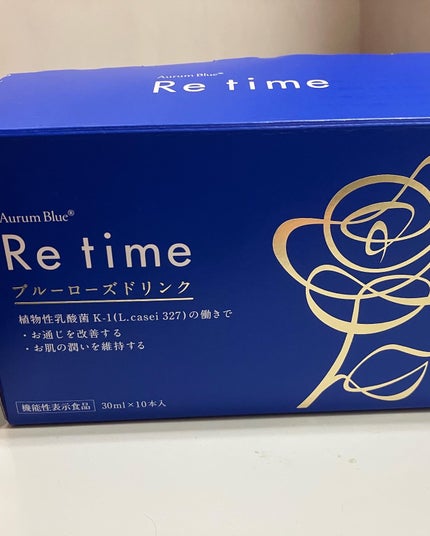 Aurum Blue®
Re time
Aurum Blue®
Re time
ブルーローズドリンク
植物性乳酸菌 K-1(L.casei 327)の働きで
・お通じを改善する
・お肌の潤いを維持する
機能性表示食品 30ml×10本入